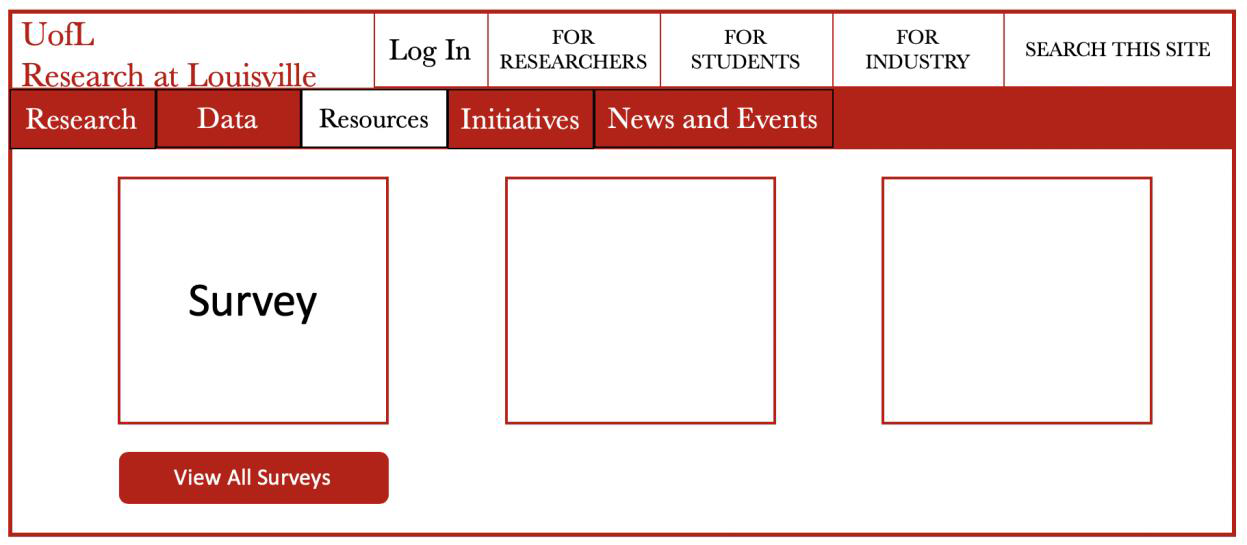 UofL
Research at Louisville
Log In
FOR
RESEARCHERS
FOR
STUDENTS
FOR
INDUSTRY
SEARCH THIS SITE
Research
Data
Resources
Initiatives
News and Events
Survey
View All Surveys